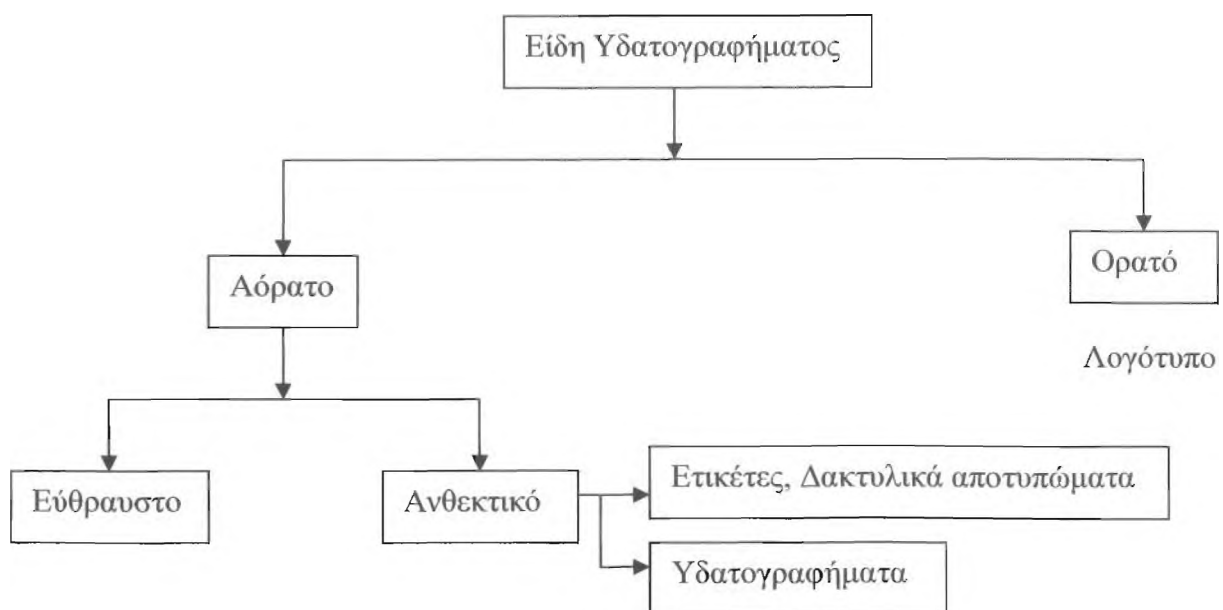 Είδη Υδατογραφήματος
Αόρατο
Ορατό
Λογότυπο
Εύθραυστο
Ανθεκτικό
Ετικέτες, Δακτυλικά αποτυπώματα
Υδατογραφήματα